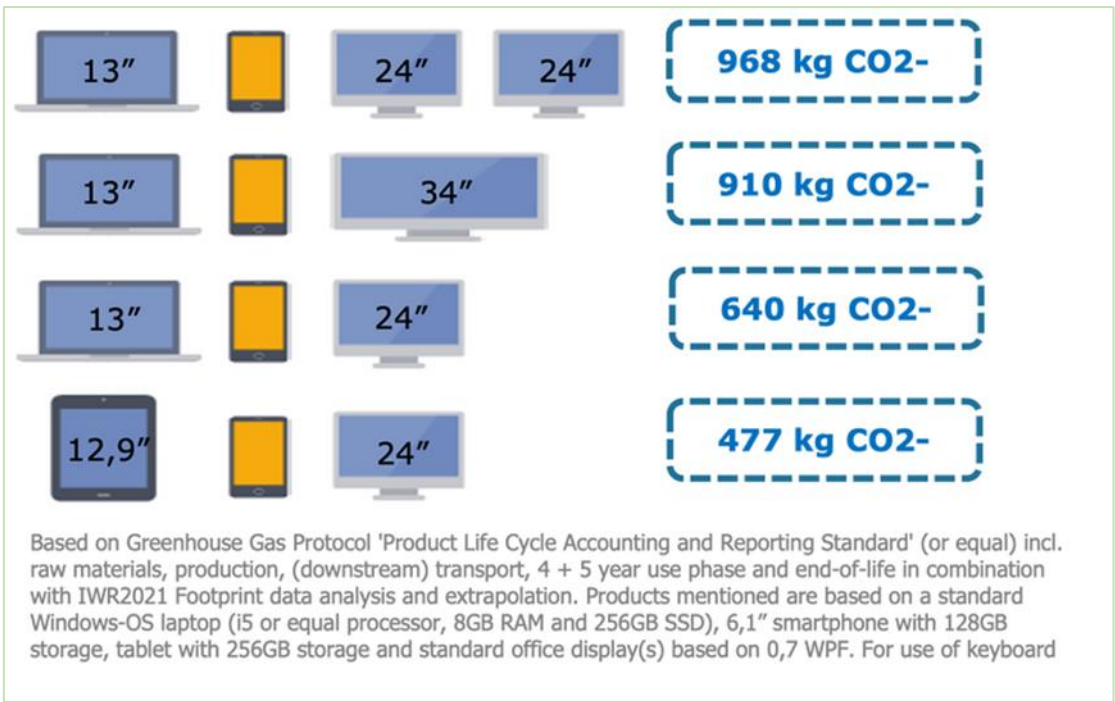 13” 24” 24” 968 kg CO2-
13” 34” 910 kg CO2-
13” 24” 640 kg CO2-
12,9” 24” 477 kg CO2-
Based on Greenhouse Gas Protocol 'Product Life Cycle Accounting and Reporting Standard' (or equal) incl.
raw materials, production, (downstream) transport, 4 + 5 year use phase and end-of-life in combination
with IWR2021 Footprint data analysis and extrapolation. Products mentioned are based on a standard
Windows-OS laptop (i5 or equal processor, 8GB RAM and 256GB SSD), 6,1” smartphone with 128GB
storage, tablet with 256GB storage and standard office display(s) based on 0,7 WPF. For use of keyboard